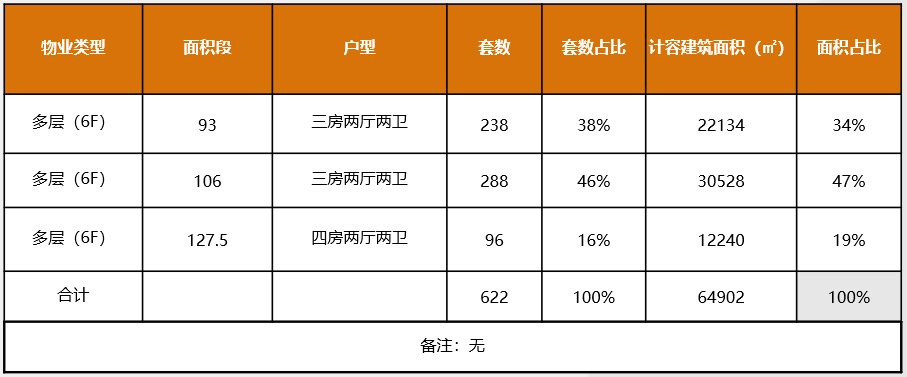 物业类型 面积段 户型 套数 套数占比 计容建筑面积（㎡） 面积占比
多层（6F） 93 三房两厅两卫 238 38% 22134 34%
多层（6F） 106 三房两厅两卫 288 46% 30528 47%
多层（6F） 127.5 四房两厅两卫 96 16% 12240 19%
合计 622 100% 64902 100%
备注：无